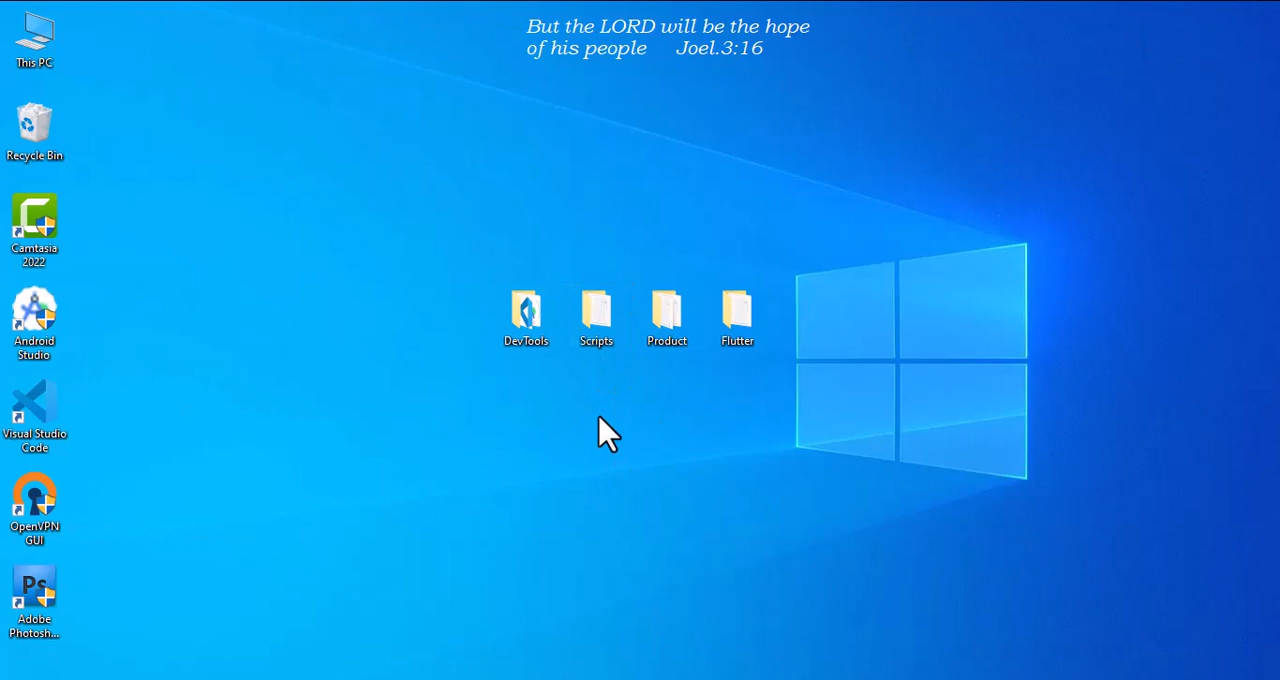 But the LORD will be the hope
of his people Joel.3:16
This PC
Recycle Bin
Camtasia
2022
Android
Studio
Visual Studio
Code
OpenVPN
GUI
Ps
Adobe
Photosh...
DevTools
Scripts
Product
Flutter